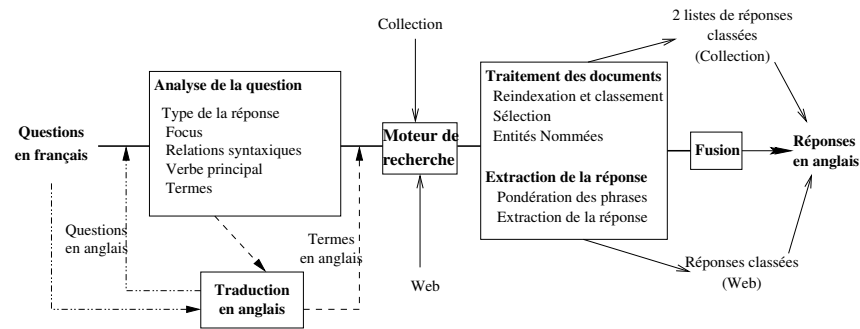 Questions
en français
Analyse de la question
Type de la réponse
Focus
Relations syntaxiques
Verbe principal
Termes
Questions
en anglais
Traduction
en anglais
Termes
en anglais
Collection
Moteur de
recherche
Web
Traitement des documents
Reindexation et classement
Sélection
Entités Nommées
Extraction de la réponse
Pondération des phrases
Extraction de la réponse
2 listes de réponses
classées
(Collection)
Fusion
Réponses
en anglais
Réponses classées
(Web)